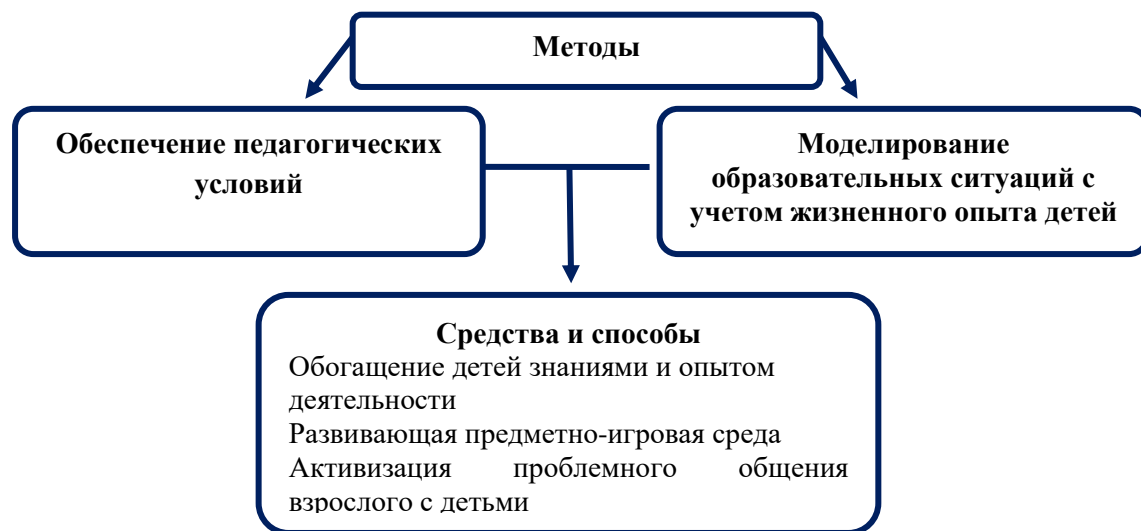 Методы
Обеспечение педагогических
условий
Моделирование
образовательных ситуаций с
учетом жизненного опыта детей
Средства и способы
Обогащение детей знаниями и опытом
деятельности
Развивающая предметно-игровая среда
Активизация проблемного общения
взрослого с детьми